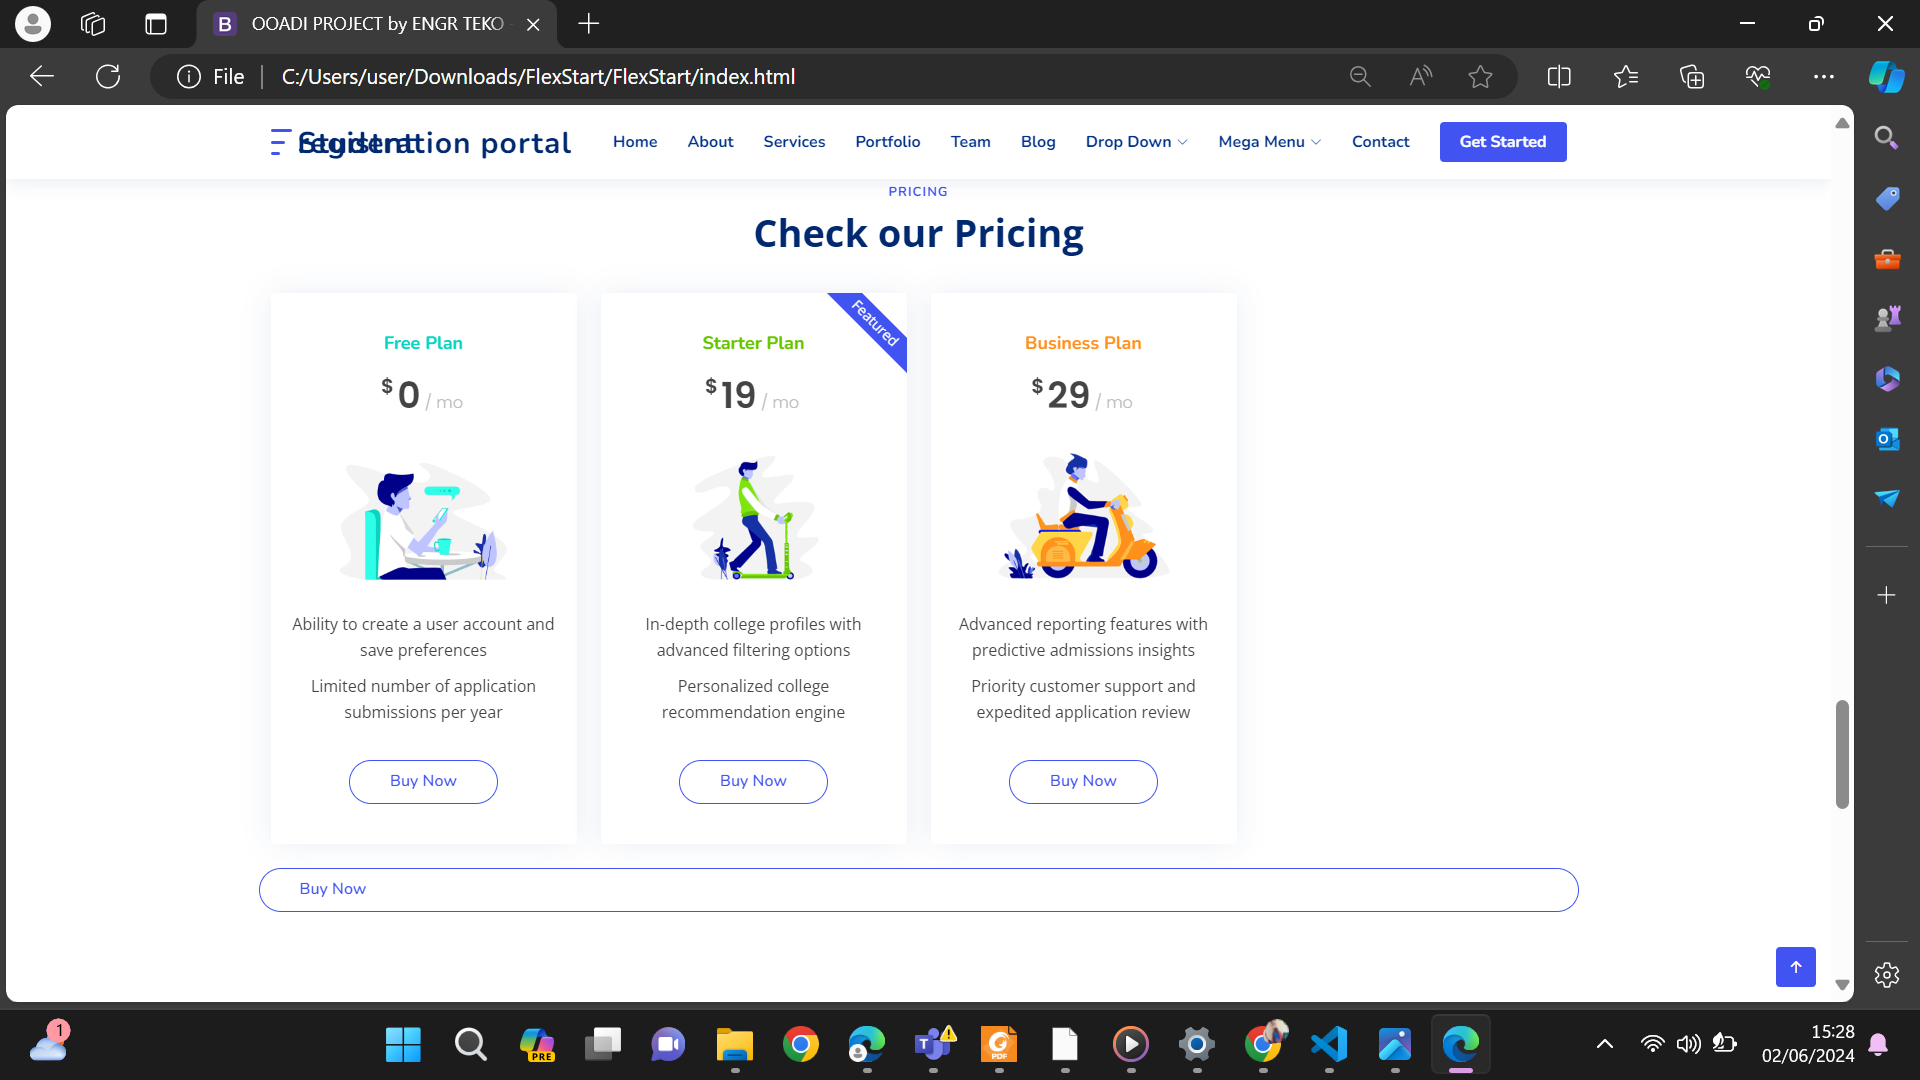 OOADI PROJECT by ENGR TEKO
File
C:/Users/user/Downloads/FlexStart/FlexStart/index.html
Student
registration portal
Home
About
Services
Portfolio
Team
Blog
Drop Down
Mega Menu
Contact
Get Started
PRICING
Check our Pricing
Free Plan
$0 / mo
Ability to create a user account and
save preferences
Limited number of application
submissions per year
Buy Now
Featured
Starter Plan
$19 / mo
In-depth college profiles with
advanced filtering options
Personalized college
recommendation engine
Buy Now
Business Plan
$29 / mo
Advanced reporting features with
predictive admissions insights
Priority customer support and
expedited application review
Buy Now
Buy Now
1
PRE
PDF
15:28
02/06/2024